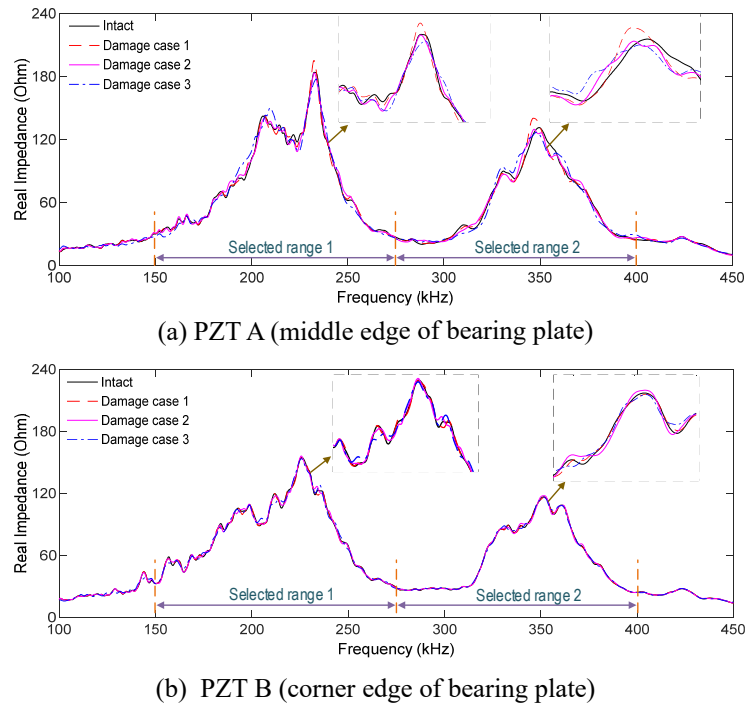 240
180
120
60
0
Real Impedance (Ohm)
Intact
Damage case 1
Damage case 2
Damage case 3
Selected range 1
Selected range 2
100 150 200 250 300 350 400 450
Frequency (kHz)
(a) PZT A (middle edge of bearing plate)
240
180
120
60
0
Real Impedance (Ohm)
Intact
Damage case 1
Damage case 2
Damage case 3
Selected range 1
Selected range 2
100 150 200 250 300 350 400 450
Frequency (kHz)
(b) PZT B (corner edge of bearing plate)